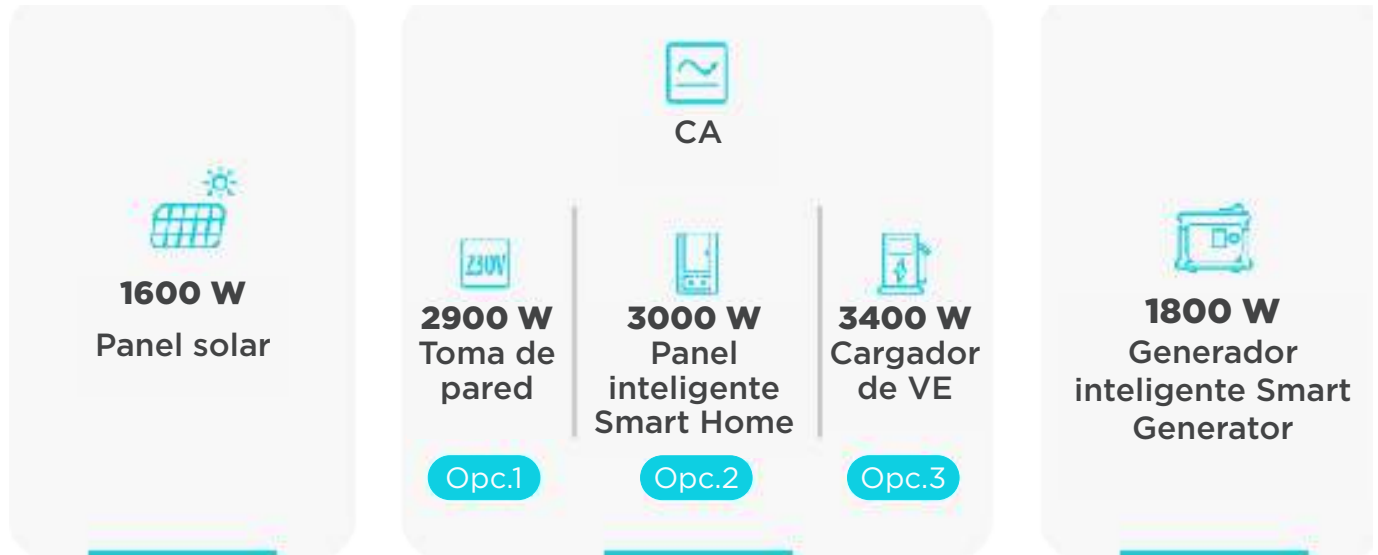 1600 W
Panel solar
CA
230V
2900 W
Toma de
pared
Opc.1
3000 W
Panel
inteligente
Smart Home
Opc.2
3400 W
Cargador
de VE
Opc.3
1800 W
Generador
inteligente Smart
Generator